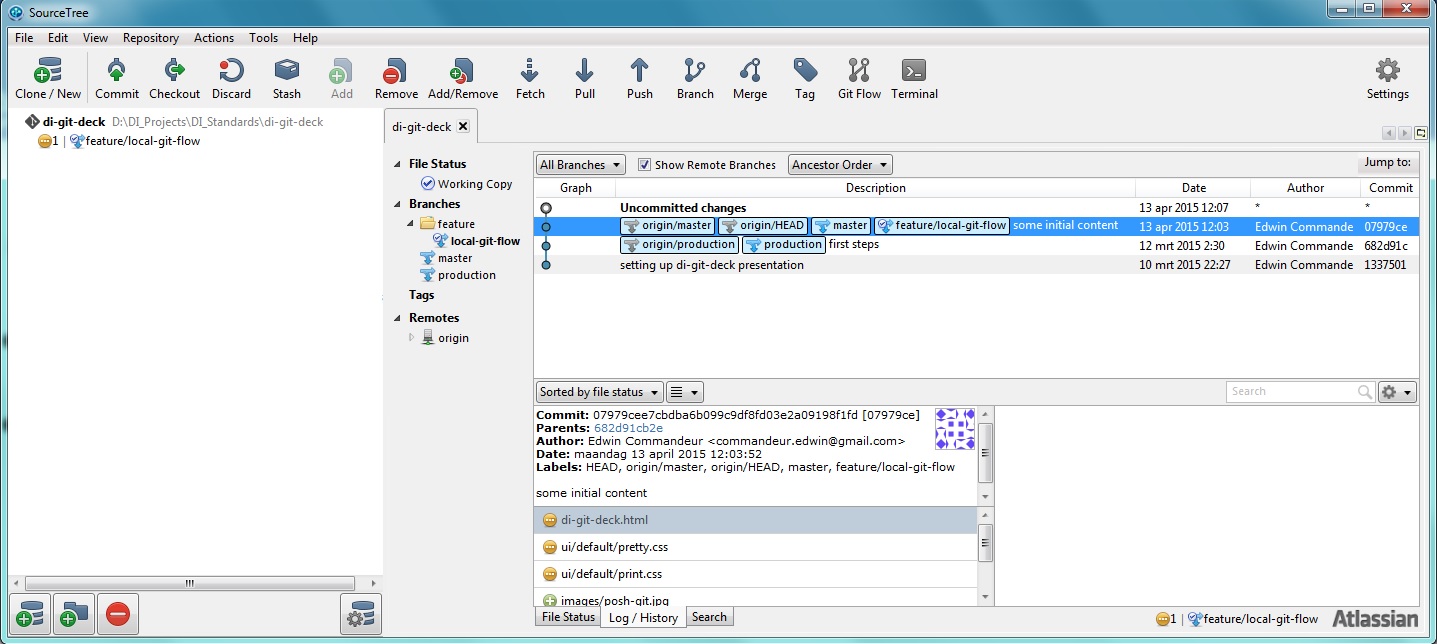 SourceTree
File Edit View Repository Actions Tools Help
Clone / New Commit Checkout Discard Stash Add Remove Add/Remove Fetch Pull Push Branch Merge Tag Git Flow Terminal Settings
di-git-deck D:\DI_Projects\DI_Standards\di-git-deck
1 | feature/local-git-flow
di-git-deck
File Status
Working Copy
Branches
feature
local-git-flow
master
production
Tags
Remotes
origin
All Branches Show Remote Branches Ancestor Order Jump to:
Graph Description Date Author Commit
Uncommitted changes 13 apr 2015 12:07 * *
origin/master origin/HEAD master feature/local-git-flow some initial content 13 apr 2015 12:03 Edwin Commande 07979ce
origin/production production first steps 12 mrt 2015 2:30 Edwin Commande 682d91c
setting up di-git-deck presentation 10 mrt 2015 22:27 Edwin Commande 1337501
Sorted by file status Search
Commit: 07979cee7cbdba6b099c9df8fd03e2a09198f1fd [07979ce]
Parents: 682d91cb2e
Author: Edwin Commandeur <commandeur.edwin@gmail.com>
Date: maandag 13 april 2015 12:03:52
Labels: HEAD, origin/master, origin/HEAD, master, feature/local-git-flow
some initial content
di-git-deck.html
ui/default/pretty.css
ui/default/print.css
images/posh-git.jpg
File Status Log / History Search
1 | feature/local-git-flow Atlassian